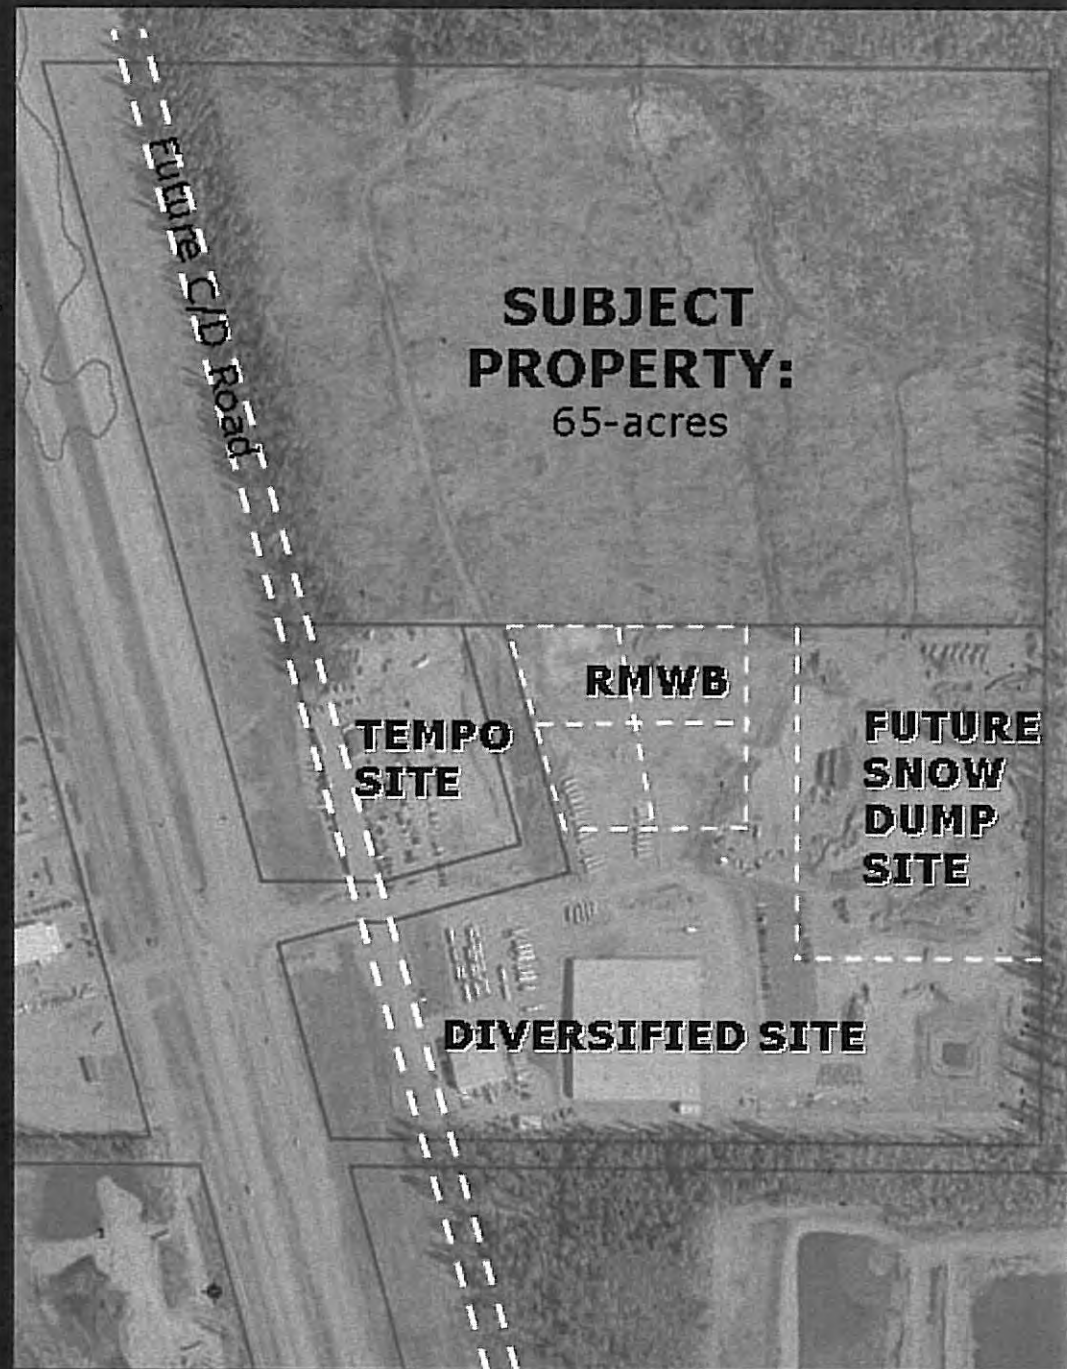 Future C/D Road
SUBJECT
PROPERTY:
65-acres
RMWB
TEMPO
SITE
FUTURE
SNOW
DUMP
SITE
DIVERSIFIED SITE